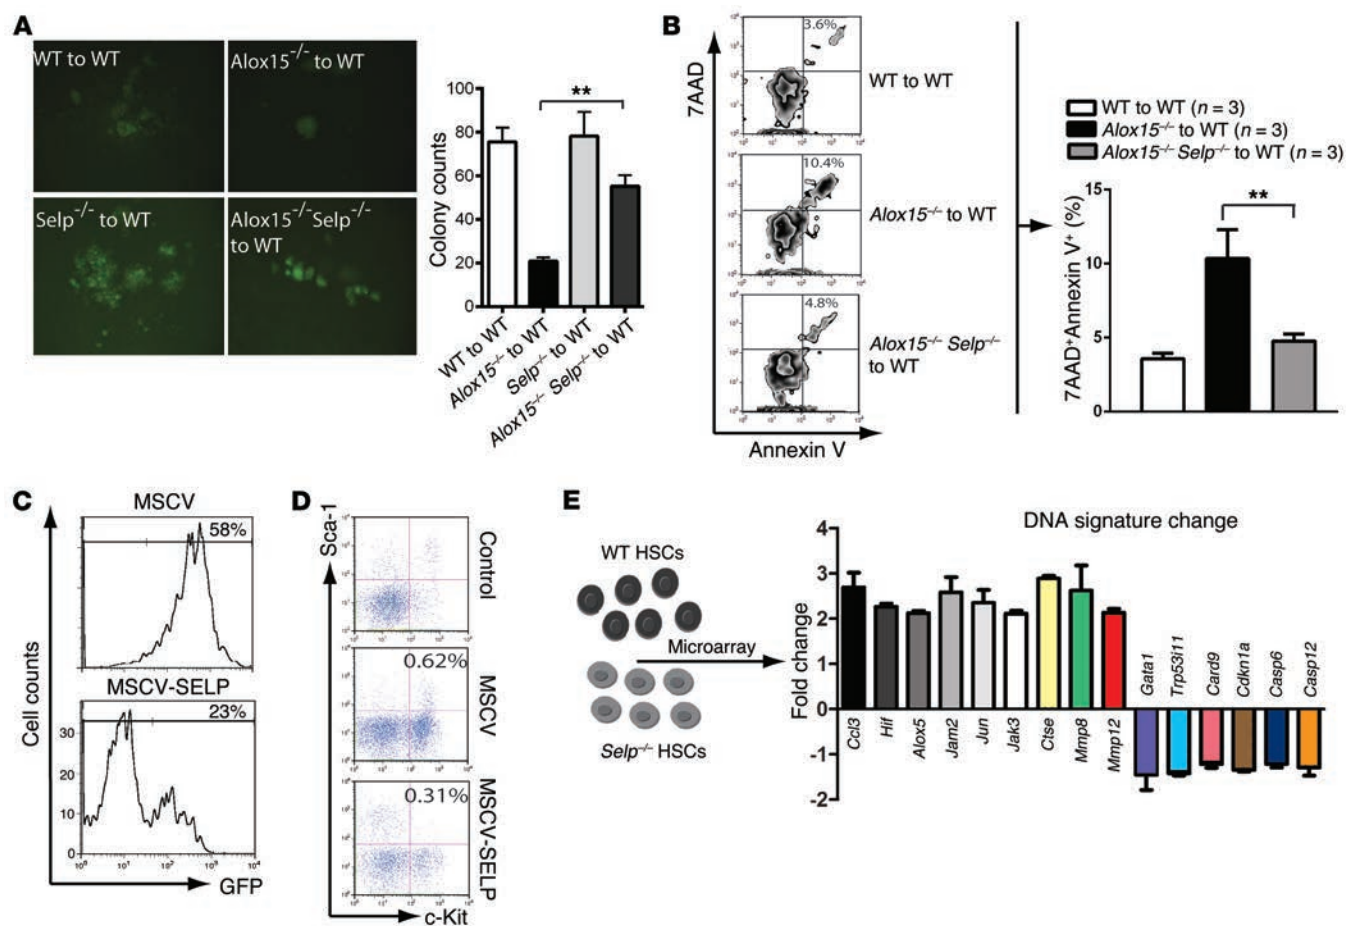 A
WT to WT
Alox15-/- to WT
Selp-/- to WT
Alox15-/-Selp-/-
to WT
Colony counts
100
80
60
40
20
0
**
WT to WT
Alox15–/– to WT
Selp–/– to WT
Alox15–/– Selp–/– to WT
B
7AAD
3.6%
WT to WT
10.4%
Alox15–/– to WT
4.8%
Alox15–/– Selp–/–
to WT
Annexin V
WT to WT (n = 3)
Alox15–/– to WT (n = 3)
Alox15–/– Selp–/– to WT (n = 3)
7AAD+Annexin V+ (%)
15
10
5
0
**
C
MSCV
58%
MSCV-SELP
23%
Cell counts
30
20
10
0
10⁰ 10¹ 10² 10³ 10⁴
GFP
D
Sca-1
Control
0.62%
MSCV
0.31%
MSCV-SELP
c-Kit
E
WT HSCs
Microarray
Selp–/– HSCs
DNA signature change
Fold change
4
3
2
1
0
-1
-2
Ccl3
Hif
Alox5
Jam2
Jun
Jak3
Ctse
Mmp8
Mmp12
Gata1
Trp53i11
Card9
Cdkn1a
Casp6
Casp12